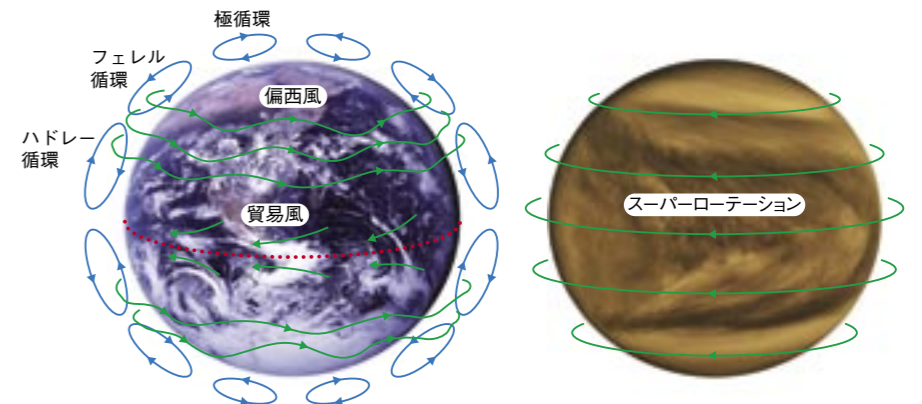 極循環
フェレル
循環
偏西風
ハドレー
循環
貿易風
スーパーローテーション